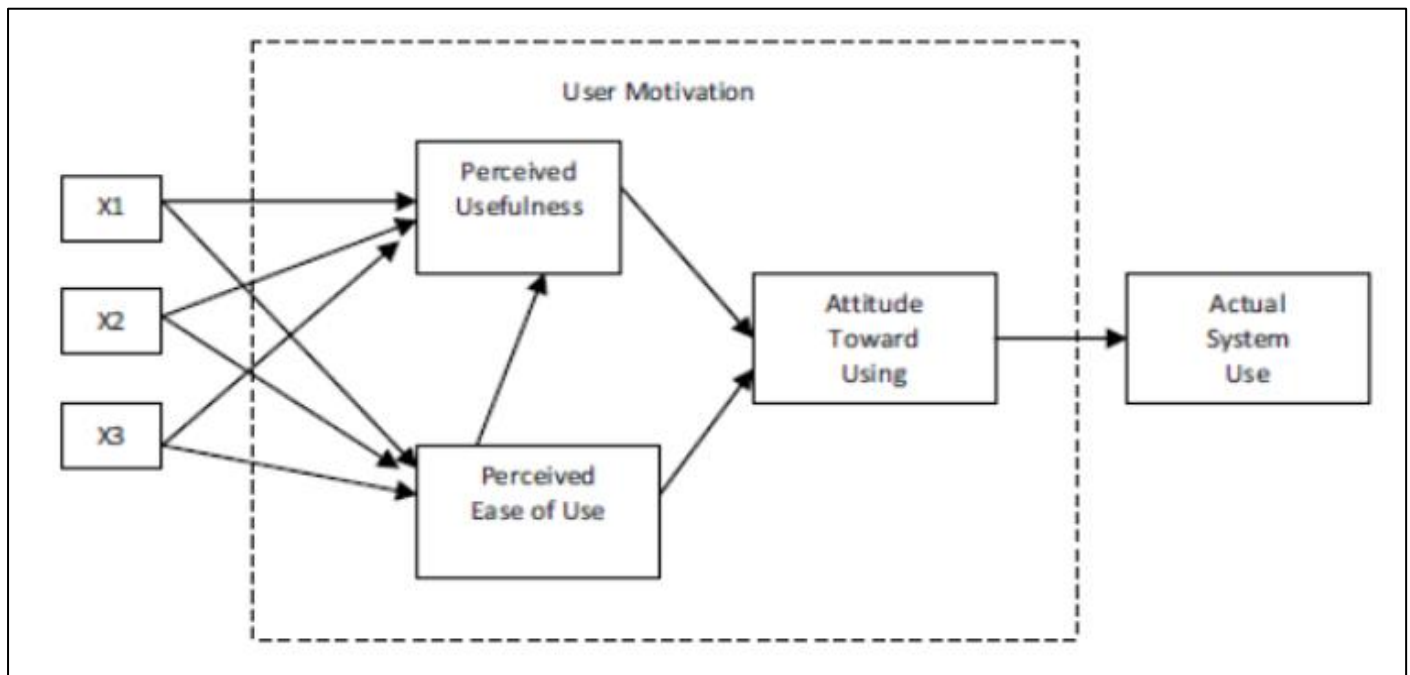 User Motivation
Perceived
Usefulness
X1
X2
X3
Attitude
Toward
Using
Actual
System
Use
Perceived
Ease of Use